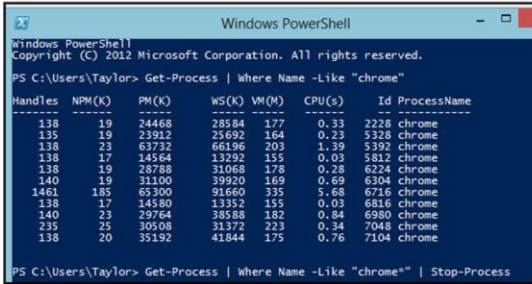 Windows PowerShell
Windows PowerShell
Copyright (C) 2012 Microsoft Corporation. All rights reserved.
PS C:\Users\Taylor> Get-Process | Where Name -Like "chrome"
Handles NPM(K) PM(K) WS(K) VM(M) CPU(s) Id ProcessName
------- ------ ----- ----- ----- ------ -- -----------
138 19 24468 28584 177 0.33 2228 chrome
135 19 23912 25692 164 0.23 5328 chrome
138 23 63732 66196 203 1.39 5392 chrome
138 17 14564 13292 155 0.03 5812 chrome
138 19 28788 31068 178 0.28 6224 chrome
140 19 31100 39920 169 0.69 6304 chrome
1461 185 65300 91660 335 5.68 6716 chrome
138 17 14580 13352 155 0.03 6816 chrome
140 23 29764 38588 182 0.84 6980 chrome
235 25 30508 31372 223 0.34 7048 chrome
138 20 35192 41844 175 0.76 7104 chrome
PS C:\Users\Taylor> Get-Process | Where Name -Like "chrome*" | Stop-Process